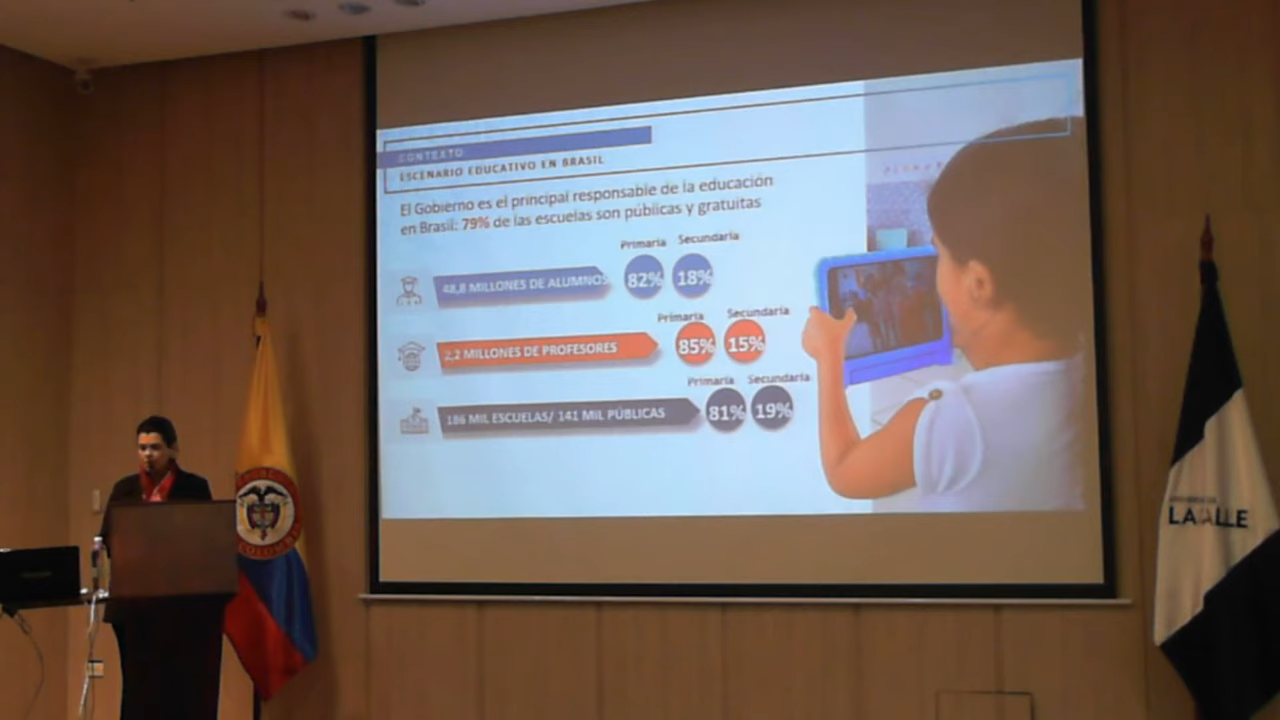 CONTEXTO
ESCENARIO EDUCATIVO EN BRASIL
El Gobierno es el principal responsable de la educación
en Brasil: 79% de las escuelas son públicas y gratuitas
Primaria Secundaria
48,8 MILLONES DE ALUMNOS 82% 18%
Primaria Secundaria
2,2 MILLONES DE PROFESORES 85% 15%
Primaria Secundaria
186 MIL ESCUELAS/ 141 MIL PÚBLICAS 81% 19%
COLOMBIA
LASALLE